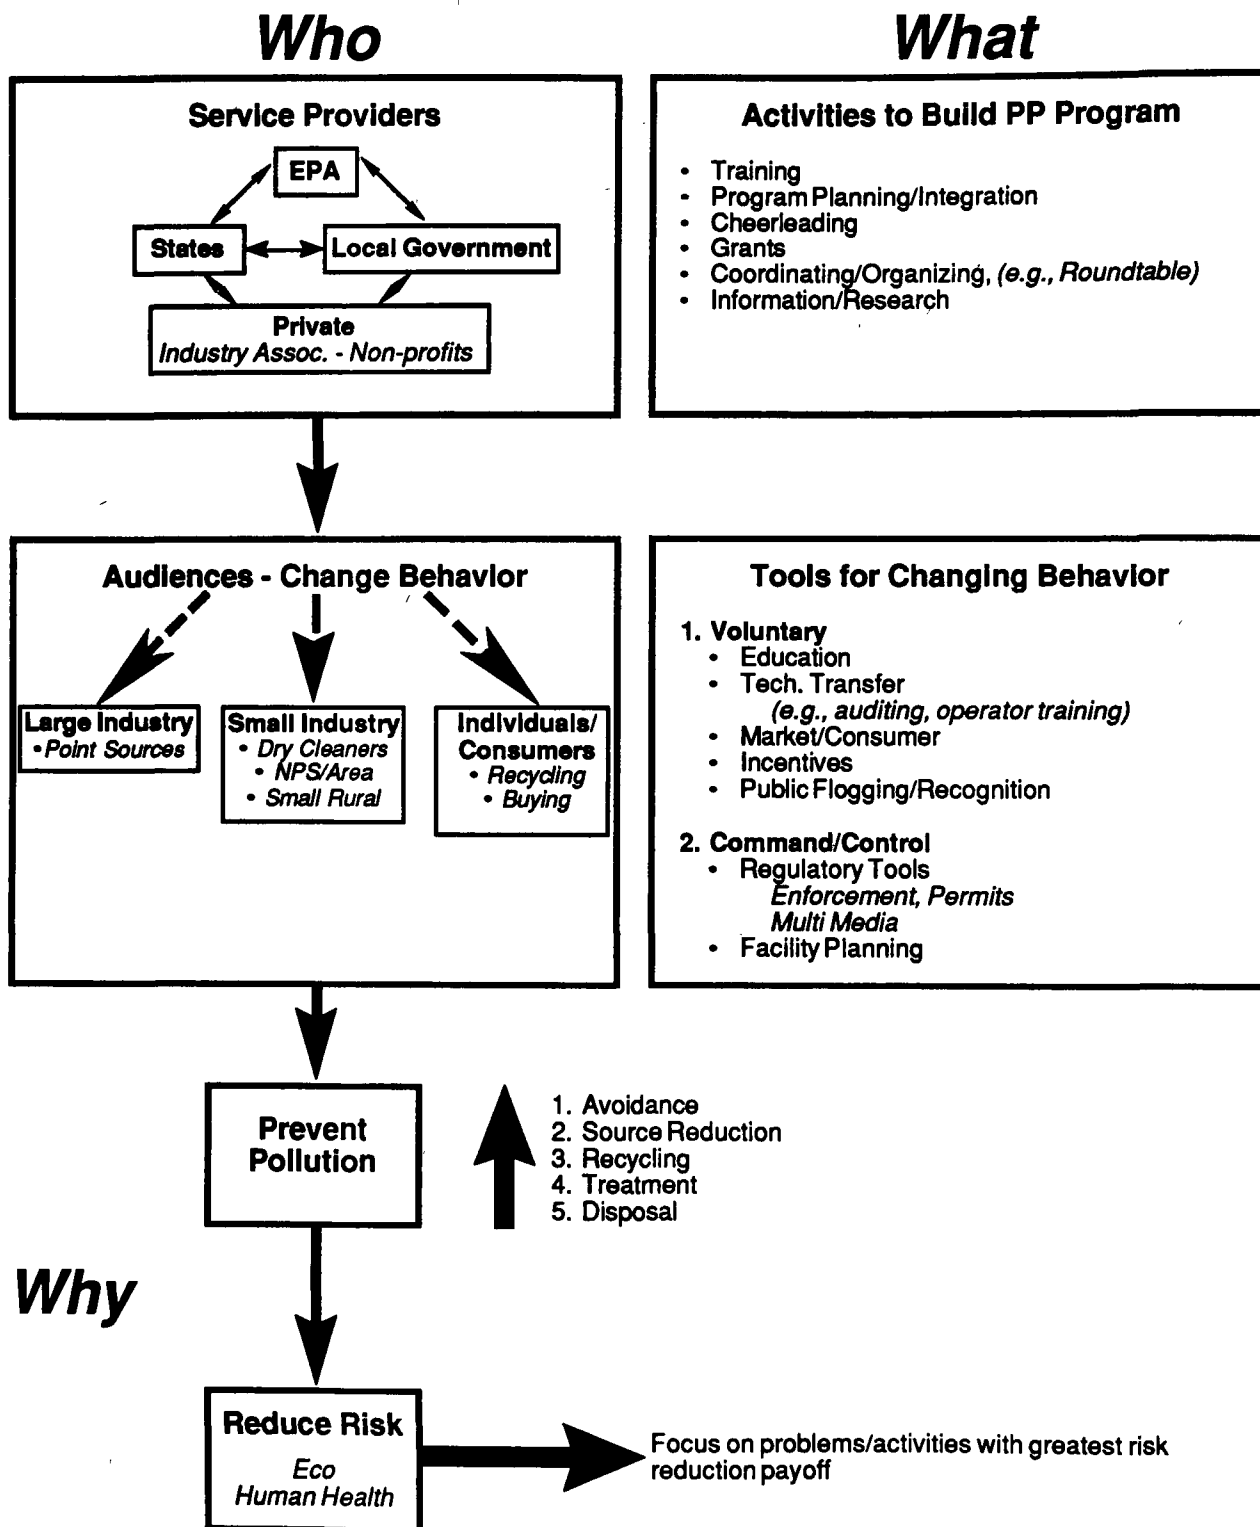 Who
What
Service Providers
EPA
States
Local Government
Private
Industry Assoc. - Non-profits
Activities to Build PP Program
• Training
• Program Planning/Integration
• Cheerleading
• Grants
• Coordinating/Organizing, (e.g., Roundtable)
• Information/Research
Audiences - Change Behavior
Large Industry
• Point Sources
Small Industry
• Dry Cleaners
• NPS/Area
• Small Rural
Individuals/
Consumers
• Recycling
• Buying
Tools for Changing Behavior
1. Voluntary
• Education
• Tech. Transfer
(e.g., auditing, operator training)
• Market/Consumer
• Incentives
• Public Flogging/Recognition
2. Command/Control
• Regulatory Tools
Enforcement, Permits
Multi Media
• Facility Planning
Prevent
Pollution
1. Avoidance
2. Source Reduction
3. Recycling
4. Treatment
5. Disposal
Why
Reduce Risk
Eco
Human Health
Focus on problems/activities with greatest risk
reduction payoff